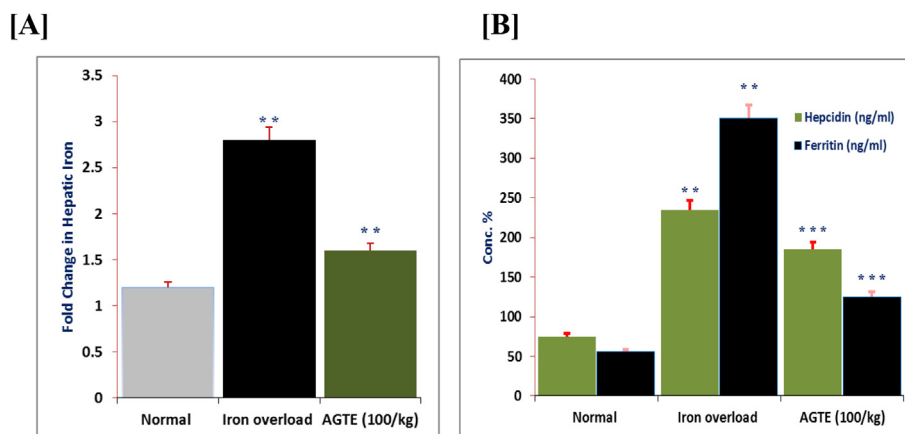 [A]
[B]
Fold Change in Hepatic Iron
3.5
3
2.5
2
1.5
1
0.5
0
**
**
Normal
Iron overload
AGTE (100/kg)
Conc. %
400
350
300
250
200
150
100
50
0
**
**
***
***
Hepcidin (ng/ml)
Ferritin (ng/ml)
Normal
Iron overload
AGTE (100/kg)